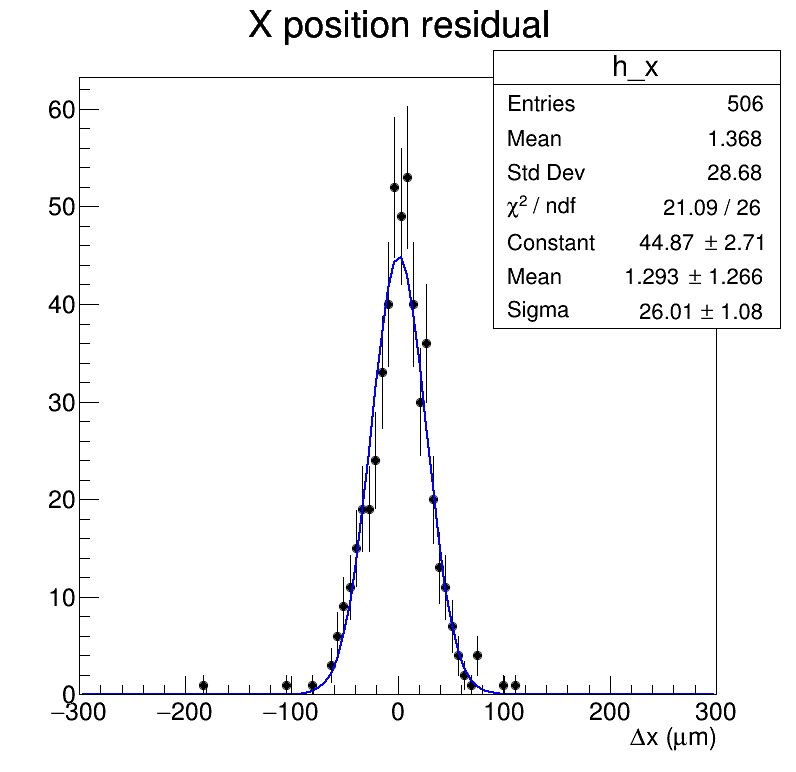 X position residual
h_x
Entries 506
Mean 1.368
Std Dev 28.68
χ² / ndf 21.09 / 26
Constant 44.87 ± 2.71
Mean 1.293 ± 1.266
Sigma 26.01 ± 1.08
60
50
40
30
20
10
0
−300 −200 −100 0 100 200 300
Δx (μm)